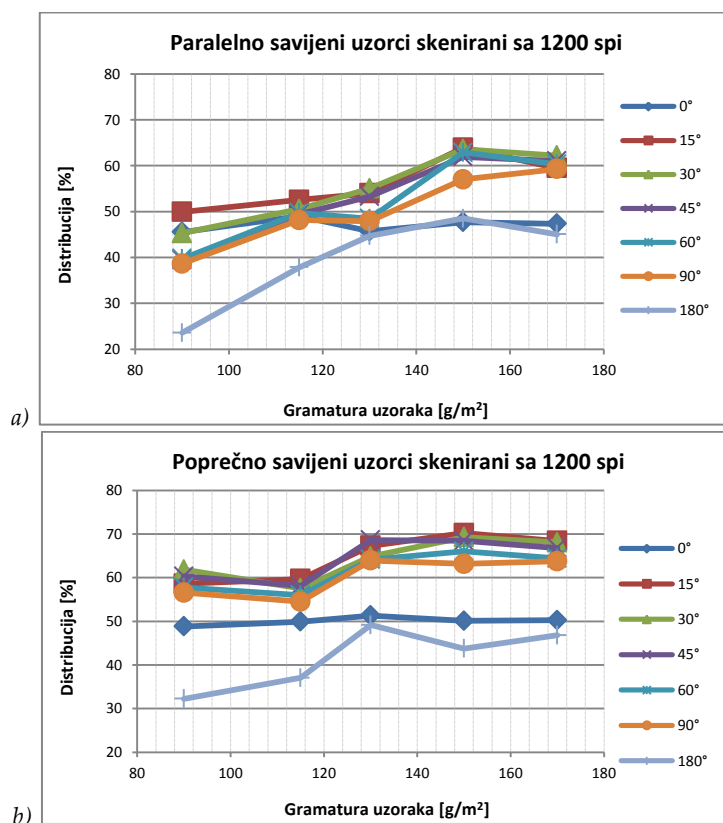 Paralelno savijeni uzorci skenirani sa 1200 spi
80
70
60
50
40
30
20
Distribucija [%]
80 100 120 140 160 180
Gramatura uzoraka [g/m²]
0°
15°
30°
45°
60°
90°
180°
a)
Poprečno savijeni uzorci skenirani sa 1200 spi
80
70
60
50
40
30
20
Distribucija [%]
80 100 120 140 160 180
Gramatura uzoraka [g/m²]
0°
15°
30°
45°
60°
90°
180°
b)